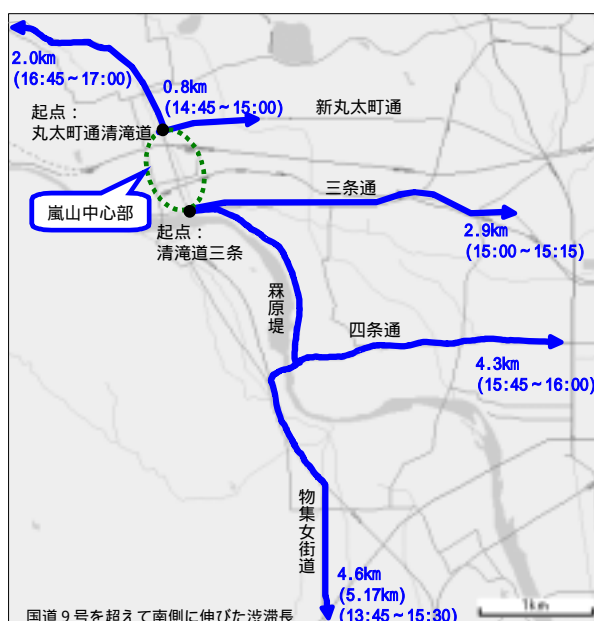 2.0km
(16:45~17:00)
0.8km
(14:45~15:00)
起点：
丸太町通清滝道
新丸太町通
嵐山中心部
三条通
起点：
清滝道三条
2.9km
(15:00~15:15)
罧原堤
四条通
4.3km
(15:45~16:00)
物集女街道
4.6km
(5.17km)
(13:45~15:30)
国道９号を超えて南側に伸びた渋滞長
1km